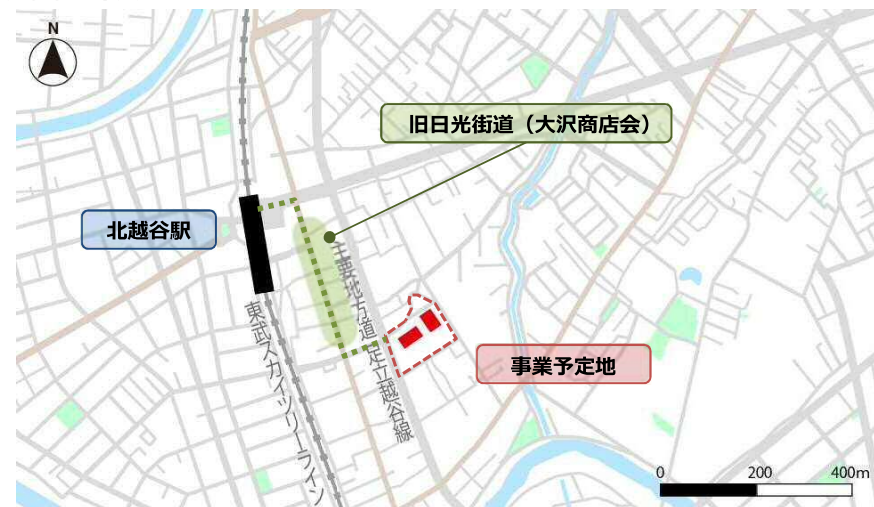 N
旧日光街道（大沢商店会）
北越谷駅
主要地方道 足立越谷線
東武スカイツリーライン
事業予定地
0 200 400m